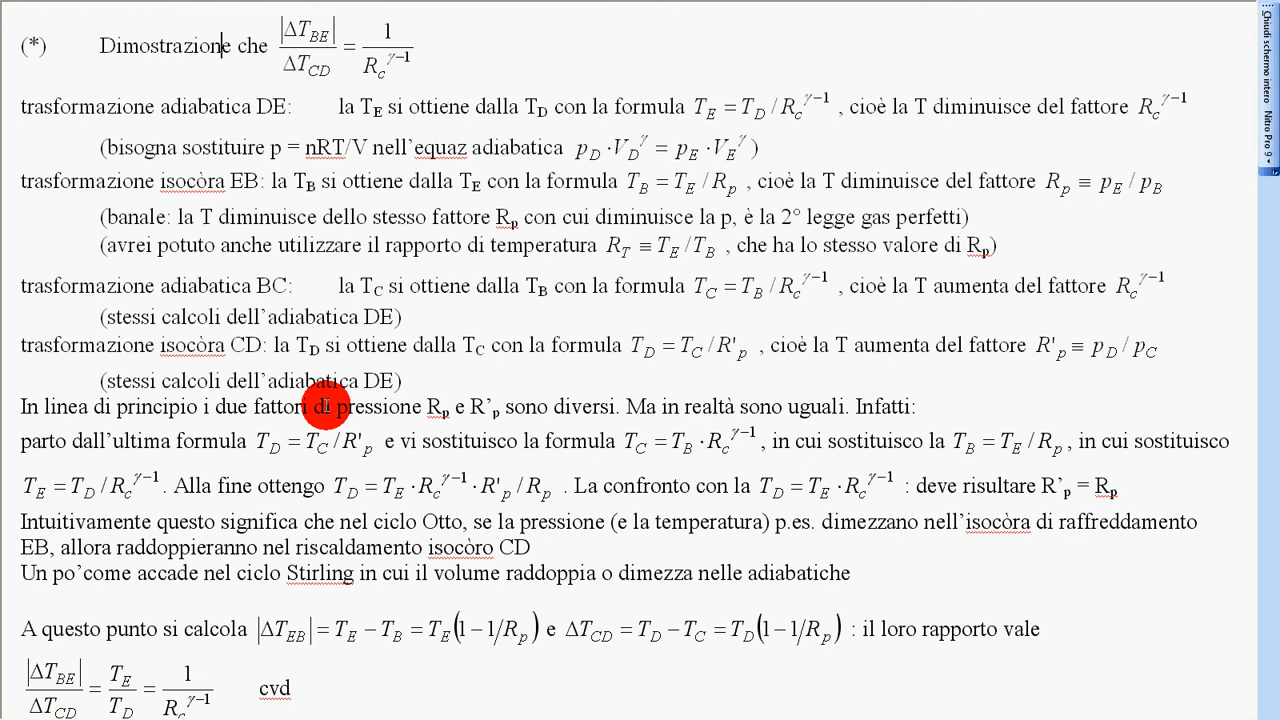 (*) Dimostrazione che |ΔT_BE| / ΔT_CD = 1 / R_c^γ−1
trasformazione adiabatica DE: la T_E si ottiene dalla T_D con la formula T_E = T_D / R_c^γ−1 , cioè la T diminuisce del fattore R_c^γ−1
(bisogna sostituire p = nRT/V nell'equaz adiabatica p_D · V_D^γ = p_E · V_E^γ )
trasformazione isocòra EB: la T_B si ottiene dalla T_E con la formula T_B = T_E / R_p , cioè la T diminuisce del fattore R_p ≡ p_E / p_B
(banale: la T diminuisce dello stesso fattore R_p con cui diminuisce la p, è la 2° legge gas perfetti)
(avrei potuto anche utilizzare il rapporto di temperatura R_T ≡ T_E / T_B , che ha lo stesso valore di R_p)
trasformazione adiabatica BC: la T_C si ottiene dalla T_B con la formula T_C = T_B / R_c^γ−1 , cioè la T aumenta del fattore R_c^γ−1
(stessi calcoli dell'adiabatica DE)
trasformazione isocòra CD: la T_D si ottiene dalla T_C con la formula T_D = T_C / R'_p , cioè la T aumenta del fattore R'_p ≡ p_D / p_C
(stessi calcoli dell'adiabatica DE)
In linea di principio i due fattori di pressione R_p e R'_p sono diversi. Ma in realtà sono uguali. Infatti:
parto dall'ultima formula T_D = T_C / R'_p e vi sostituisco la formula T_C = T_B · R_c^γ−1 , in cui sostituisco la T_B = T_E / R_p , in cui sostituisco
T_E = T_D / R_c^γ−1 . Alla fine ottengo T_D = T_E · R_c^γ−1 · R'_p / R_p . La confronto con la T_D = T_E · R_c^γ−1 : deve risultare R'_p = R_p
Intuitivamente questo significa che nel ciclo Otto, se la pressione (e la temperatura) p.es. dimezzano nell'isocòra di raffreddamento
EB, allora raddoppieranno nel riscaldamento isocòro CD
Un po'come accade nel ciclo Stirling in cui il volume raddoppia o dimezza nelle adiabatiche
A questo punto si calcola |ΔT_EB| = T_E − T_B = T_E(1−1/R_p) e ΔT_CD = T_D − T_C = T_D(1−1/R_p) : il loro rapporto vale
|ΔT_BE| / ΔT_CD = T_E / T_D = 1 / R_c^γ−1 cvd
Chiudi schermo intero Nitro Pro 9